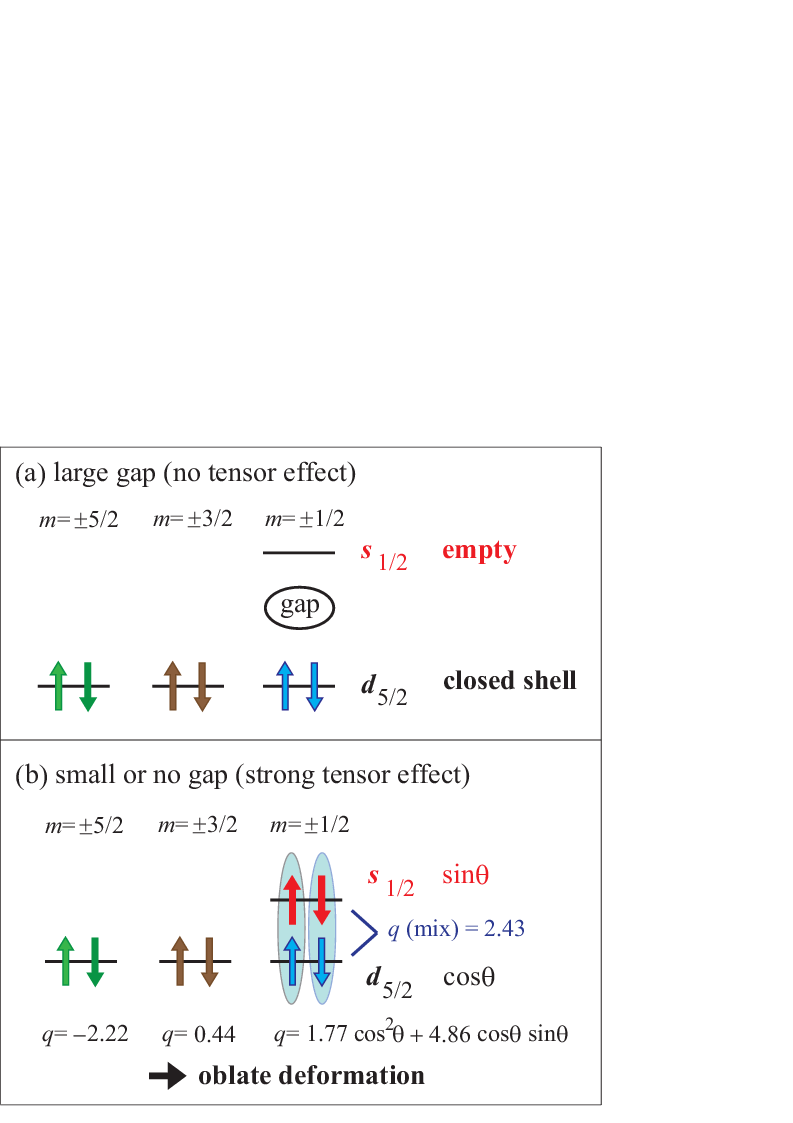 (a) large gap (no tensor effect)
m=±5/2 m=±3/2 m=±1/2
s 1/2 empty
gap
d 5/2 closed shell
(b) small or no gap (strong tensor effect)
m=±5/2 m=±3/2 m=±1/2
s 1/2 sinθ
q (mix) = 2.43
d 5/2 cosθ
q= –2.22 q= 0.44 q= 1.77 cos²θ + 4.86 cosθ sinθ
oblate deformation